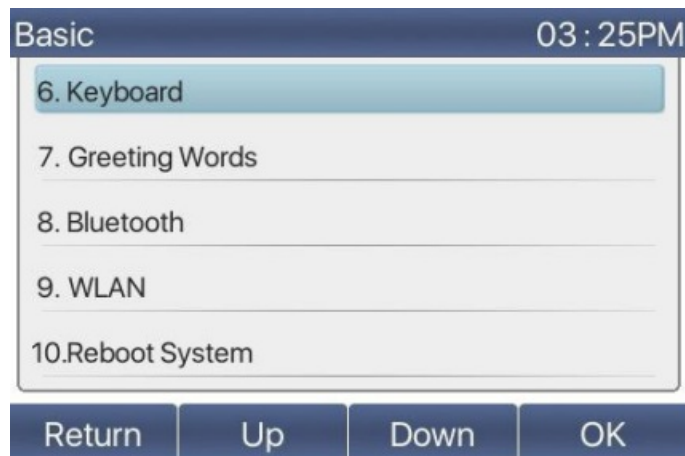 Basic 03:25PM
6. Keyboard
7. Greeting Words
8. Bluetooth
9. WLAN
10.Reboot System
Return Up Down OK